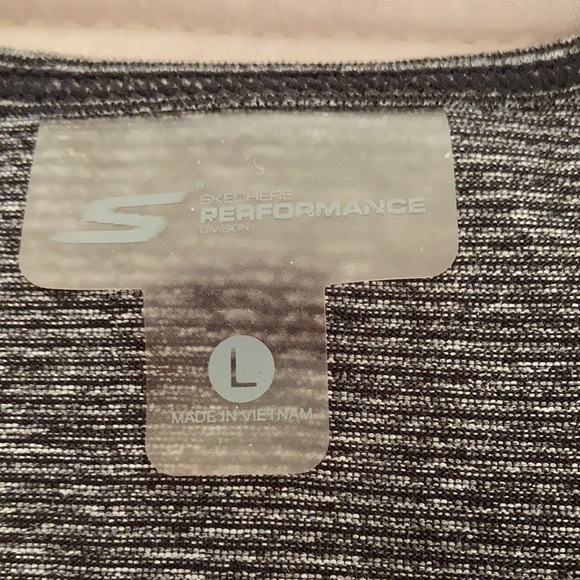 SKECHERS
PERFORMANCE
DIVISION
L
MADE IN VIETNAM